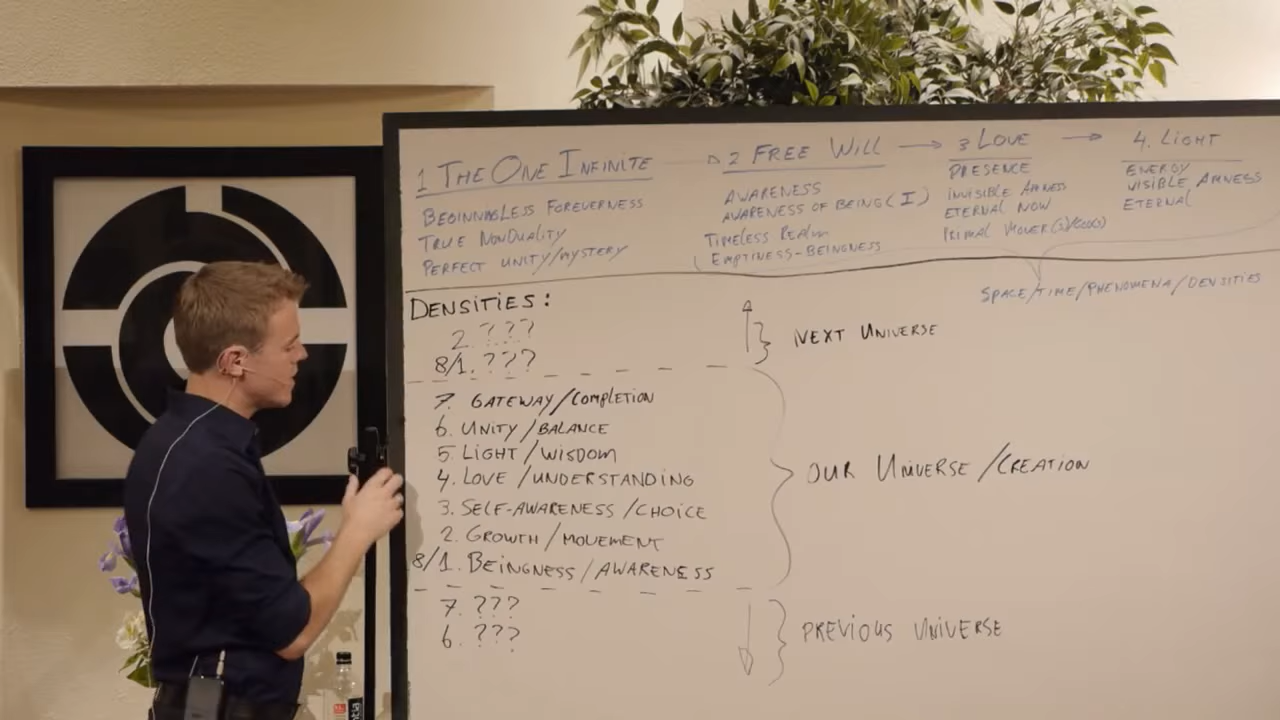 1 THE ONE INFINITE
BEGINNINGLESS FOREVERNESS
TRUE NONDUALITY
PERFECT UNITY/MYSTERY
2 FREE WILL
AWARENESS
AWARENESS OF BEING (I)
TIMELESS REALM
EMPTINESS-BEINGNESS
3 LOVE
PRESENCE
INVISIBLE AMNESS
ETERNAL NOW
PRIMAL MOVER(S)/
4. LIGHT
ENERGY
VISIBLE AMNESS
ETERNAL
SPACE/TIME/PHENOMENA/DENSITIES
DENSITIES:
2. ???
8/1. ???
NEXT UNIVERSE
7. GATEWAY/COMPLETION
6. UNITY/BALANCE
5. LIGHT/WISDOM
4. LOVE/UNDERSTANDING
3. SELF-AWARENESS/CHOICE
2. GROWTH/MOVEMENT
8/1. BEINGNESS/AWARENESS
OUR UNIVERSE/CREATION
7. ???
6. ???
PREVIOUS UNIVERSE